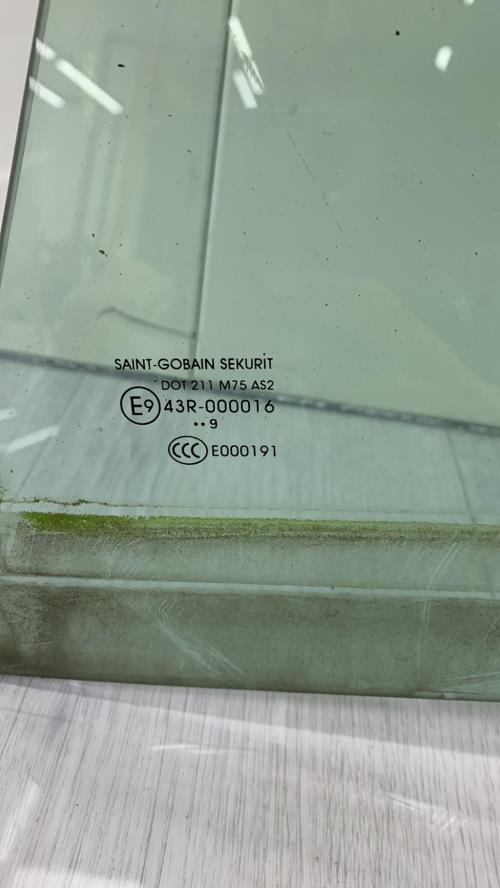 SAINT-GOBAIN SEKURIT
DOT 211 M75 AS2
E9 43R-000016
••9
CCC E000191